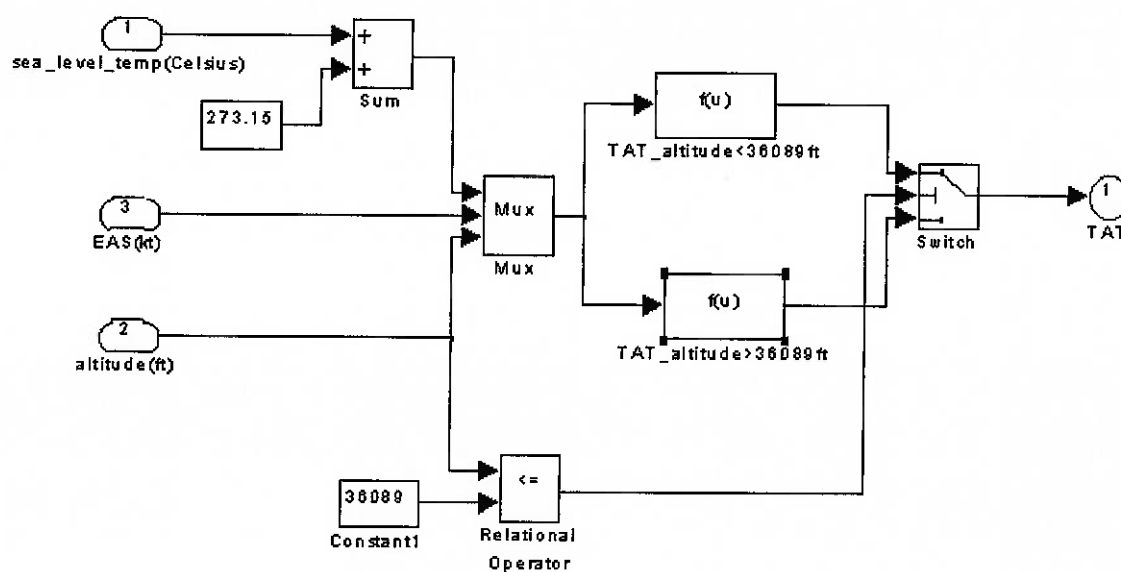 1
sea_level_temp(Celsius)
+
+
Sum
273.15
f(u)
TAT_altitude<36089ft
3
EAS(kt)
Mux
Mux
Switch
1
TAT
2
altitude(ft)
f(u)
TAT_altitude>36089ft
36089
Constant1
<=
Relational
Operator